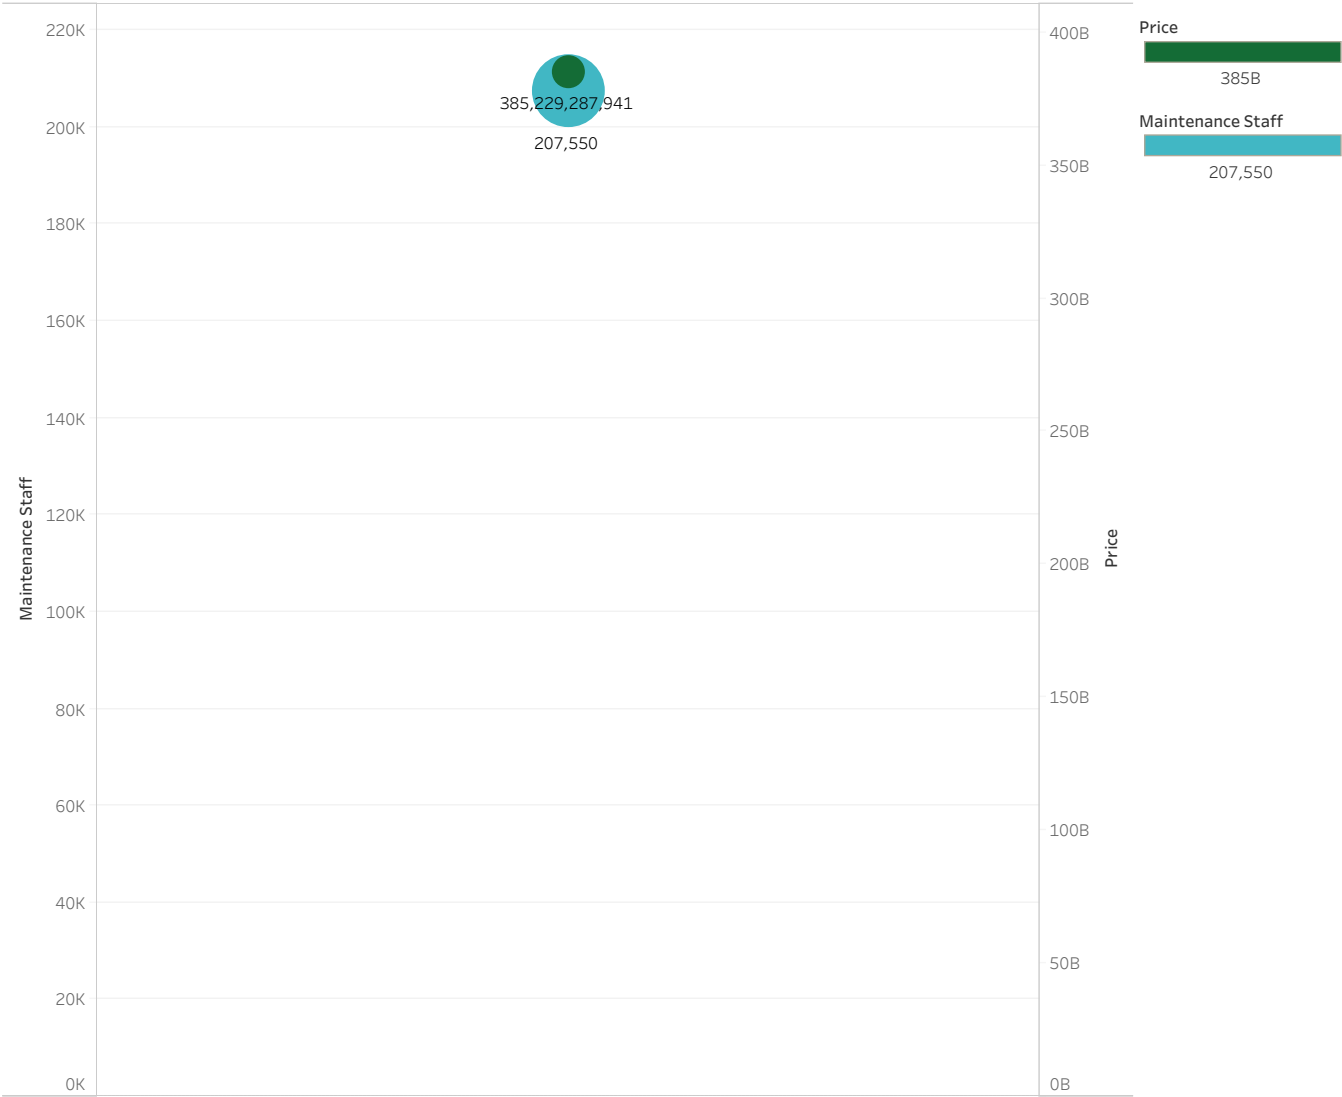 Maintenance Staff
220K
200K
180K
160K
140K
120K
100K
80K
60K
40K
20K
0K
385,229,287,941
207,550
400B
350B
300B
250B
200B
150B
100B
50B
0B
Price
Price
385B
Maintenance Staff
207,550